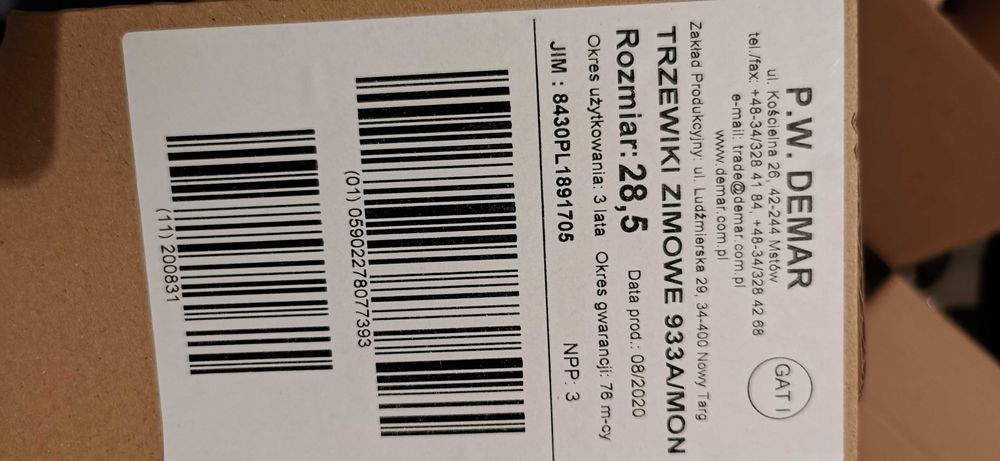 P.W. DEMAR
ul. Kościelna 26, 42-244 Mstów
tel./fax: +48-34/328 41 84, +48-34/328 42 68
e-mail: trade@demar.com.pl
www.demar.com.pl
GAT I
Zakład Produkcyjny: ul. Ludźmierska 29, 34-400 Nowy Targ
TRZEWIKI ZIMOWE 933A/MON
Rozmiar: 28,5 Data prod.: 08/2020
Okres użytkowania: 3 lata Okres gwarancji: 76 m-cy
JIM : 8430PL1891705 NPP: 3
(01) 05902278077393
(11) 200831